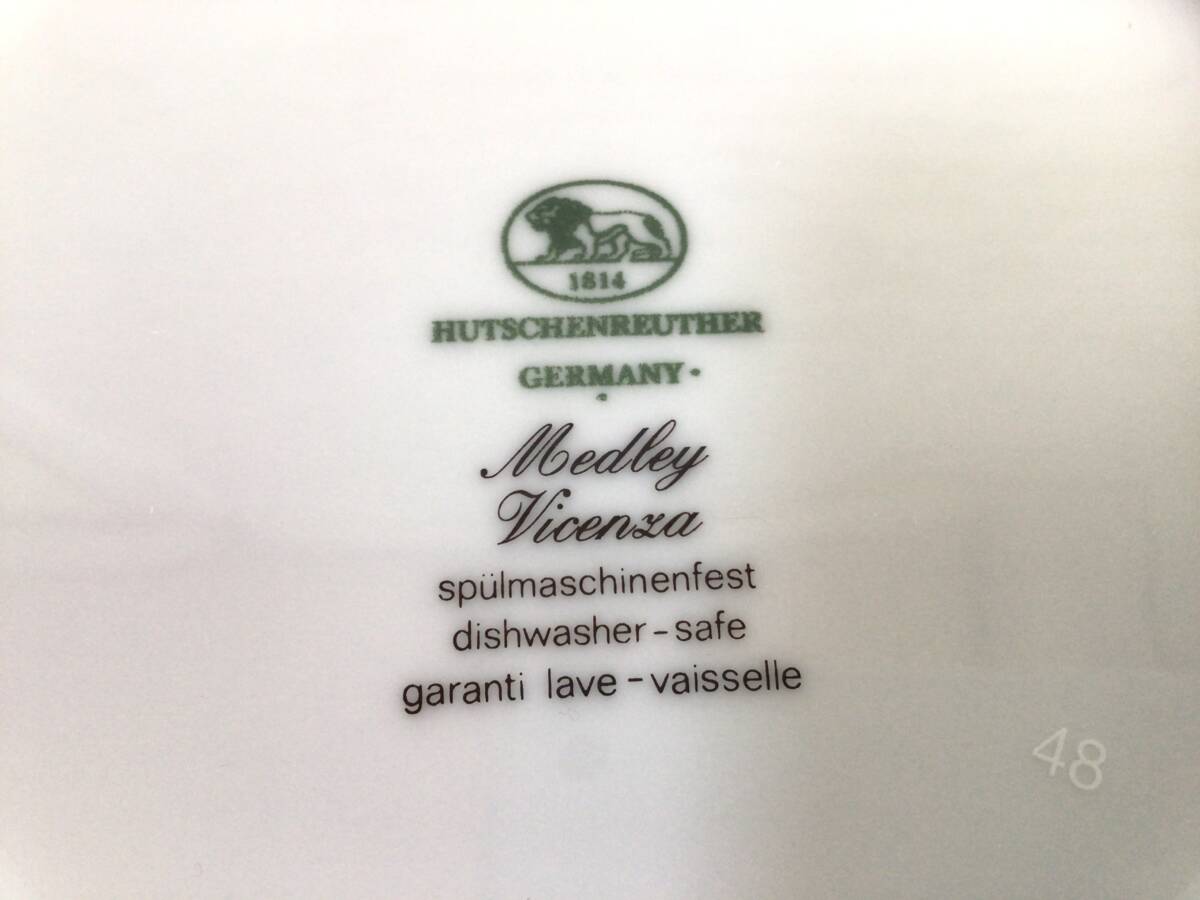 1814
HUTSCHENREUTHER
GERMANY
Medley
Vicenza
spülmaschinenfest
dishwasher-safe
garanti lave-vaisselle
48